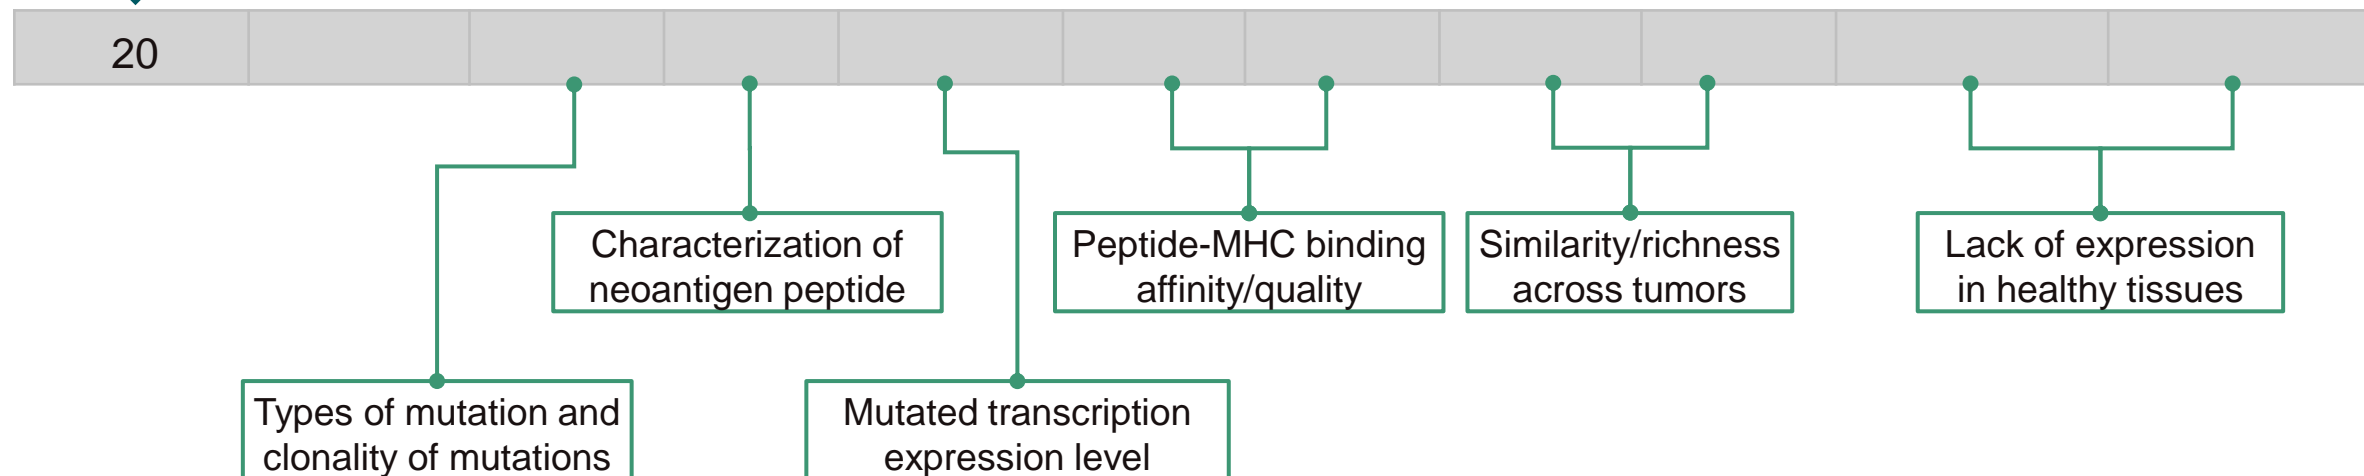 20
Characterization of
neoantigen peptide
Peptide-MHC binding
affinity/quality
Similarity/richness
across tumors
Lack of expression
in healthy tissues
Types of mutation and
clonality of mutations
Mutated transcription
expression level